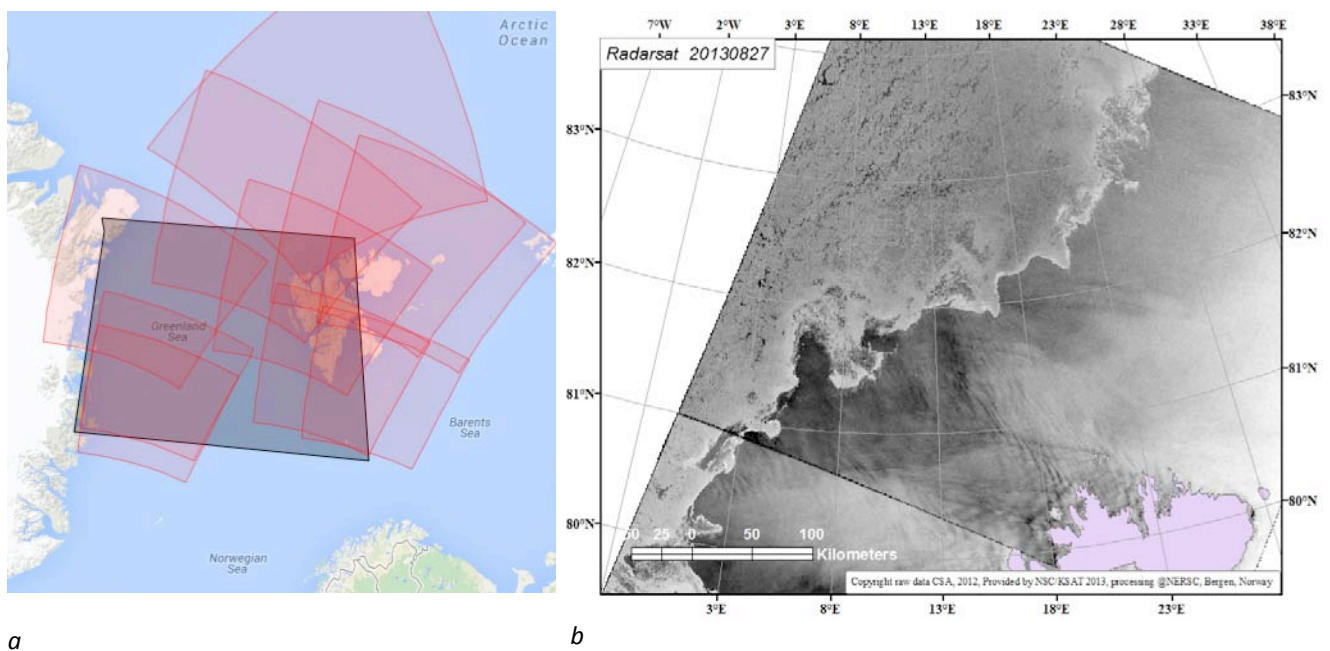 Arctic
Ocean
Greenland
Sea
Barents
Sea
Norwegian
Sea
a
7°W 2°W 3°E 8°E 13°E 18°E 23°E 28°E 33°E 38°E
Radarsat 20130827
83°N 83°N
82°N 82°N
81°N 81°N
80°N 80°N
50 25 0 50 100
Kilometers
Copyright raw data CSA, 2012, Provided by NSC/KSAT 2013, processing @NERSC, Bergen, Norway
3°E 8°E 13°E 18°E 23°E
b